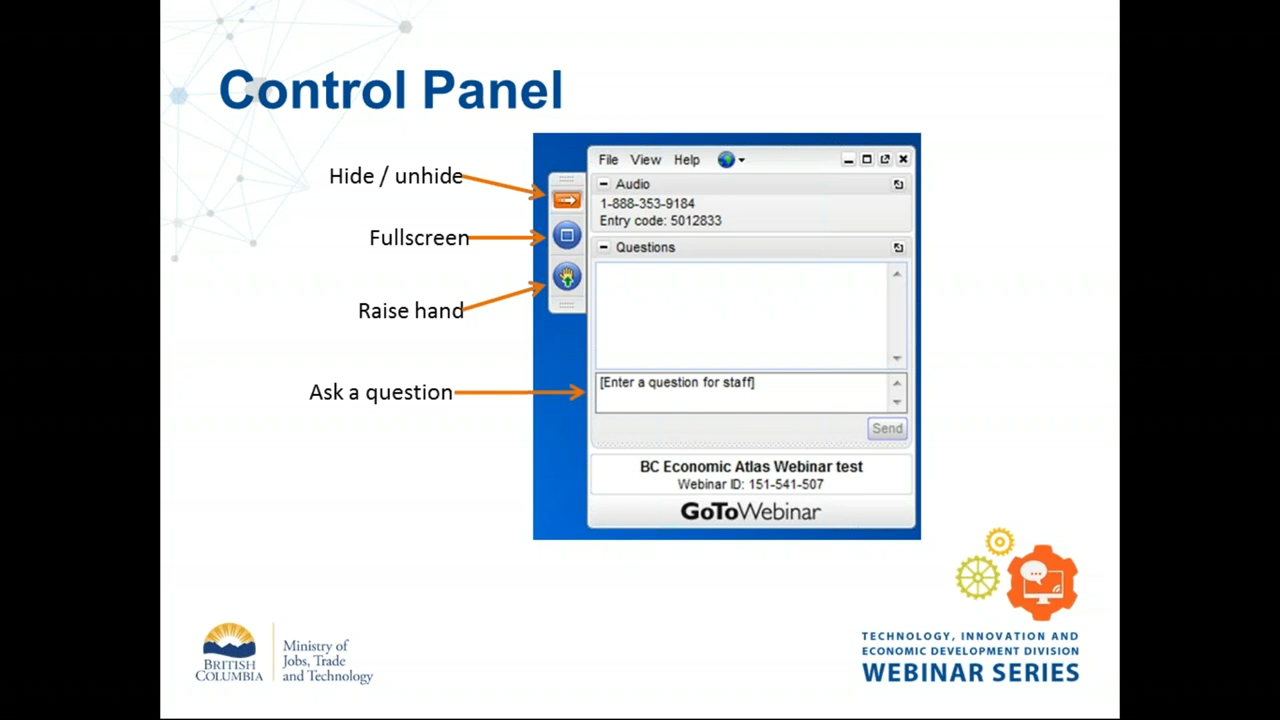 Control Panel
Hide / unhide
Fullscreen
Raise hand
Ask a question
File View Help
Audio
1-888-353-9184
Entry code: 5012833
Questions
[Enter a question for staff]
Send
BC Economic Atlas Webinar test
Webinar ID: 151-541-507
GoToWebinar
BRITISH
COLUMBIA
Ministry of
Jobs, Trade
and Technology
TECHNOLOGY, INNOVATION AND
ECONOMIC DEVELOPMENT DIVISION
WEBINAR SERIES